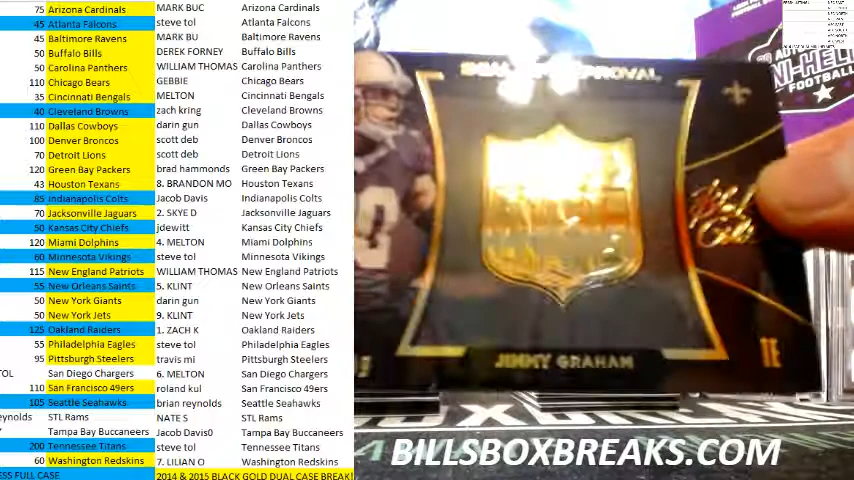 75 Arizona Cardinals MARK BUC Arizona Cardinals
45 Atlanta Falcons steve tol Atlanta Falcons
45 Baltimore Ravens MARK BU Baltimore Ravens
50 Buffalo Bills DEREK FORNEY Buffalo Bills
50 Carolina Panthers WILLIAM THOMAS Carolina Panthers
110 Chicago Bears GEBBIE Chicago Bears
35 Cincinnati Bengals MELTON Cincinnati Bengals
40 Cleveland Browns zach kring Cleveland Browns
110 Dallas Cowboys darin gun Dallas Cowboys
100 Denver Broncos scott deb Denver Broncos
70 Detroit Lions scott deb Detroit Lions
120 Green Bay Packers brad hammonds Green Bay Packers
43 Houston Texans 8. BRANDON MO Houston Texans
85 Indianapolis Colts Jacob Davis Indianapolis Colts
70 Jacksonville Jaguars 2. SKYE D Jacksonville Jaguars
50 Kansas City Chiefs jdewitt Kansas City Chiefs
120 Miami Dolphins 4. MELTON Miami Dolphins
60 Minnesota Vikings steve tol Minnesota Vikings
115 New England Patriots WILLIAM THOMAS New England Patriots
55 New Orleans Saints 5. KLINT New Orleans Saints
50 New York Giants darin gun New York Giants
50 New York Jets 9. KLINT New York Jets
125 Oakland Raiders 1. ZACH K Oakland Raiders
55 Philadelphia Eagles steve tol Philadelphia Eagles
95 Pittsburgh Steelers travis mi Pittsburgh Steelers
TOL San Diego Chargers 6. MELTON San Diego Chargers
110 San Francisco 49ers roland kul San Francisco 49ers
105 Seattle Seahawks brian reynolds Seattle Seahawks
eynolds STL Rams NATE S STL Rams
Tampa Bay Buccaneers Jacob Davis0 Tampa Bay Buccaneers
200 Tennessee Titans steve tol Tennessee Titans
60 Washington Redskins 7. LILIAN O Washington Redskins
ESS FULL CASE 2014 & 2015 BLACK GOLD DUAL CASE BREAK
JIMMY GRAHAM
TE
NI-HEL
FOOTBALL
BILLSBOXBREAKS.COM